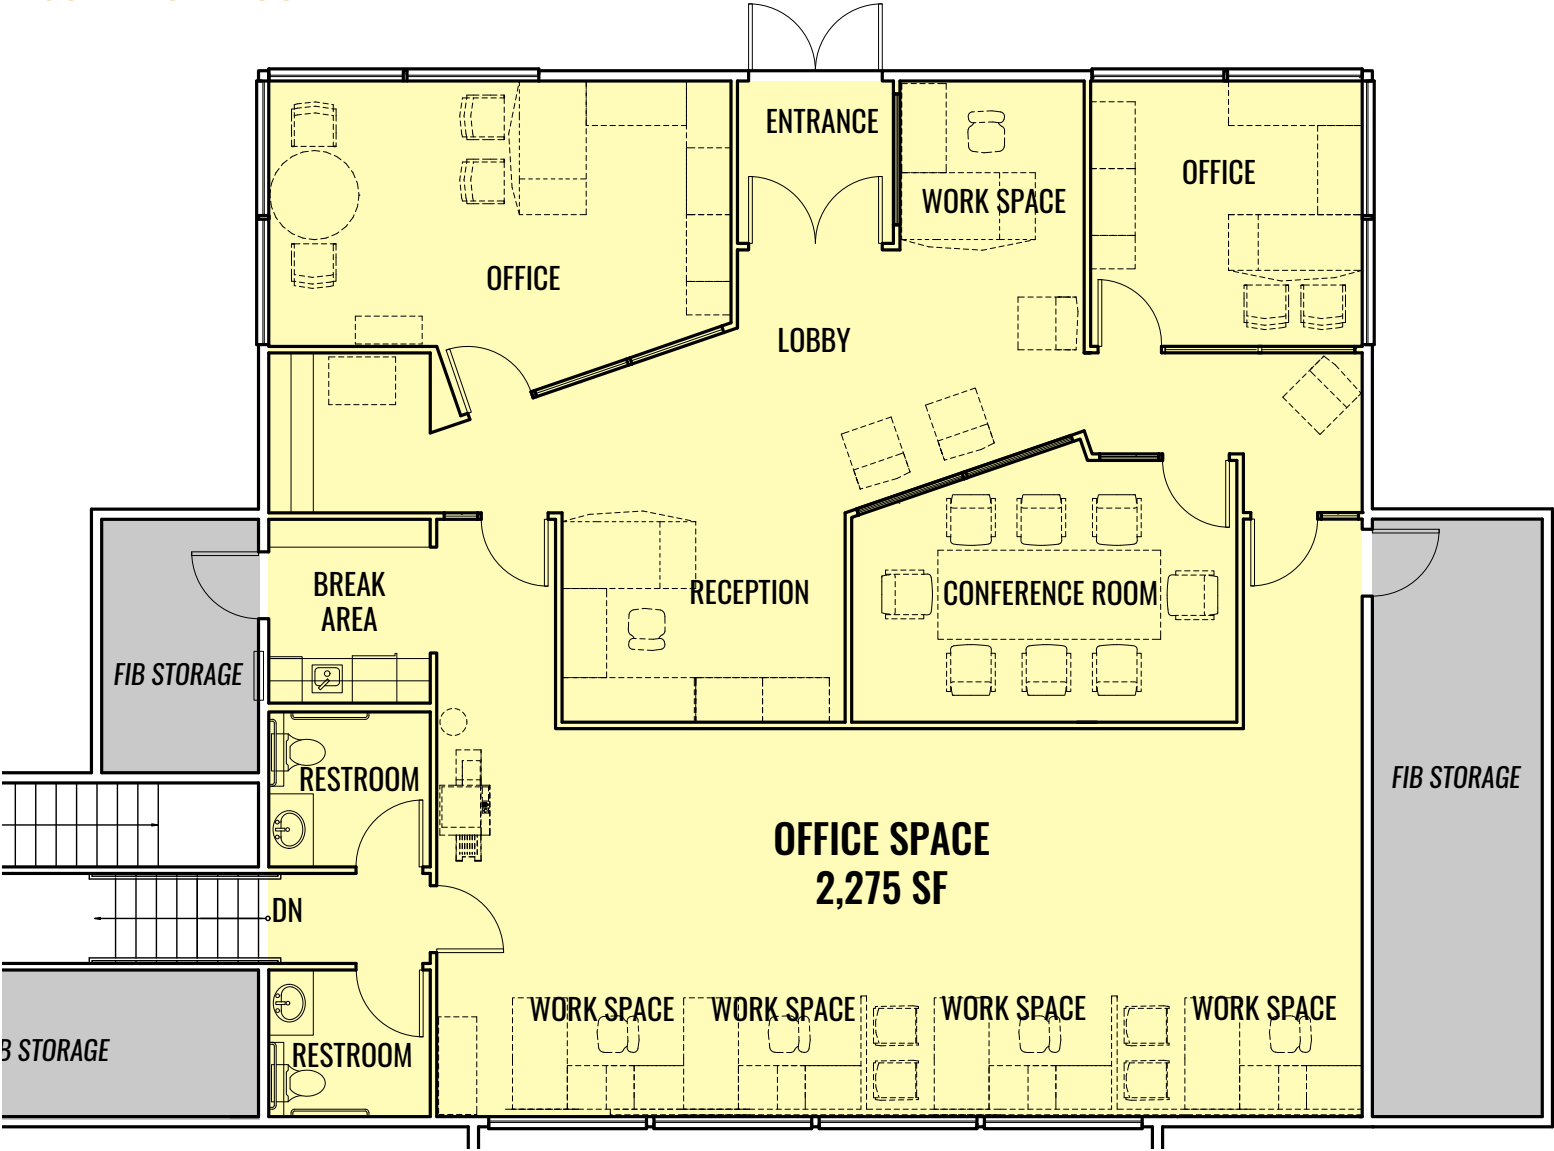 ENTRANCE
OFFICE
WORK SPACE
OFFICE
LOBBY
BREAK
AREA
RECEPTION
CONFERENCE ROOM
FIB STORAGE
RESTROOM
FIB STORAGE
OFFICE SPACE
2,275 SF
DN
WORK SPACE
WORK SPACE
WORK SPACE
WORK SPACE
B STORAGE
RESTROOM